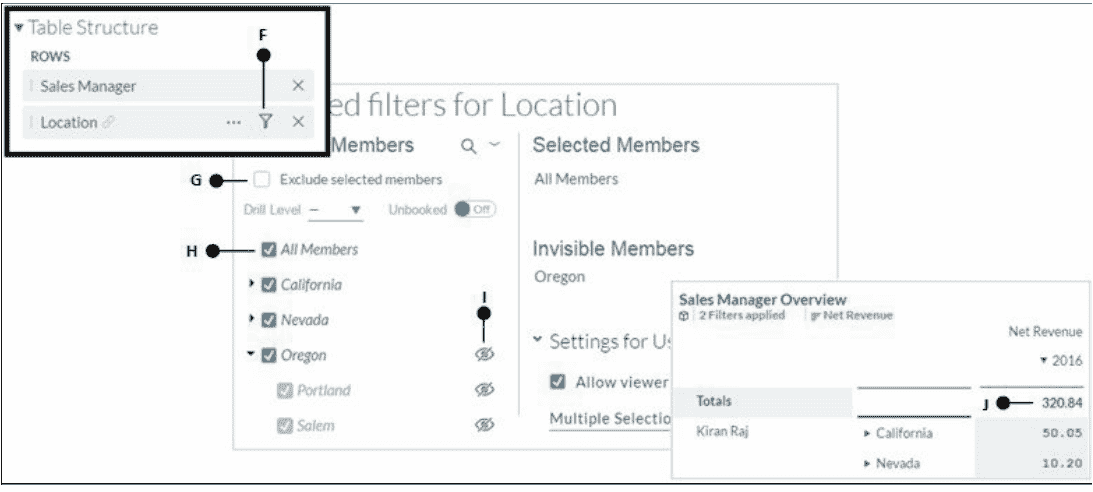 Table Structure
ROWS
F
Sales Manager
Location
ed filters for Location
Members
Selected Members
G
Exclude selected members
All Members
Drill Level –
Unbooked
Off
H
All Members
Invisible Members
California
Oregon
I
Nevada
Sales Manager Overview
2 Filters applied
Net Revenue
Settings for Us
Net Revenue
Oregon
2016
Portland
Allow viewer
Totals
J
320.84
Salem
Multiple Selectio
Kiran Raj
California
50.05
Nevada
10.20